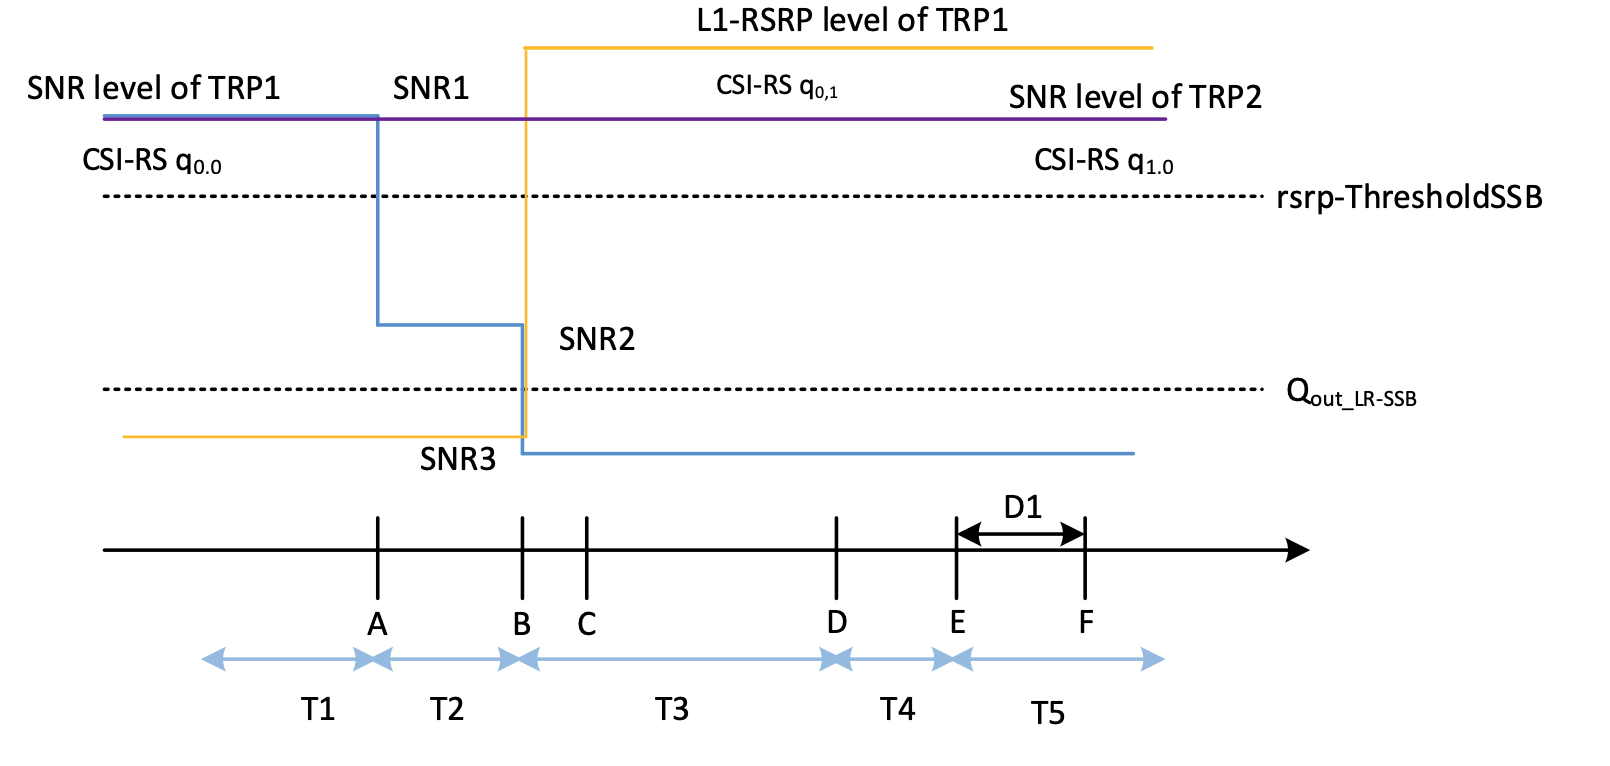 L1-RSRP level of TRP1
SNR level of TRP1
SNR1
CSI-RS q0,1
SNR level of TRP2
CSI-RS q0.0
CSI-RS q1.0
rsrp-ThresholdSSB
SNR2
Qout_LR-SSB
SNR3
D1
A
B
C
D
E
F
T1
T2
T3
T4
T5